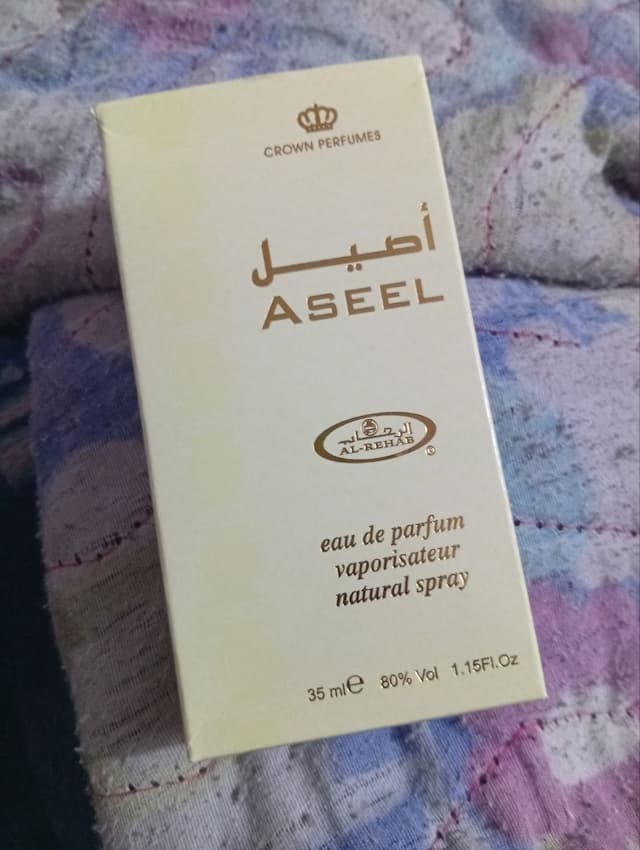 CROWN PERFUMES
أصيل
ASEEL
الرحاب
AL-REHAB
®
eau de parfum
vaporisateur
natural spray
35 ml℮ 80% Vol 1.15Fl.Oz